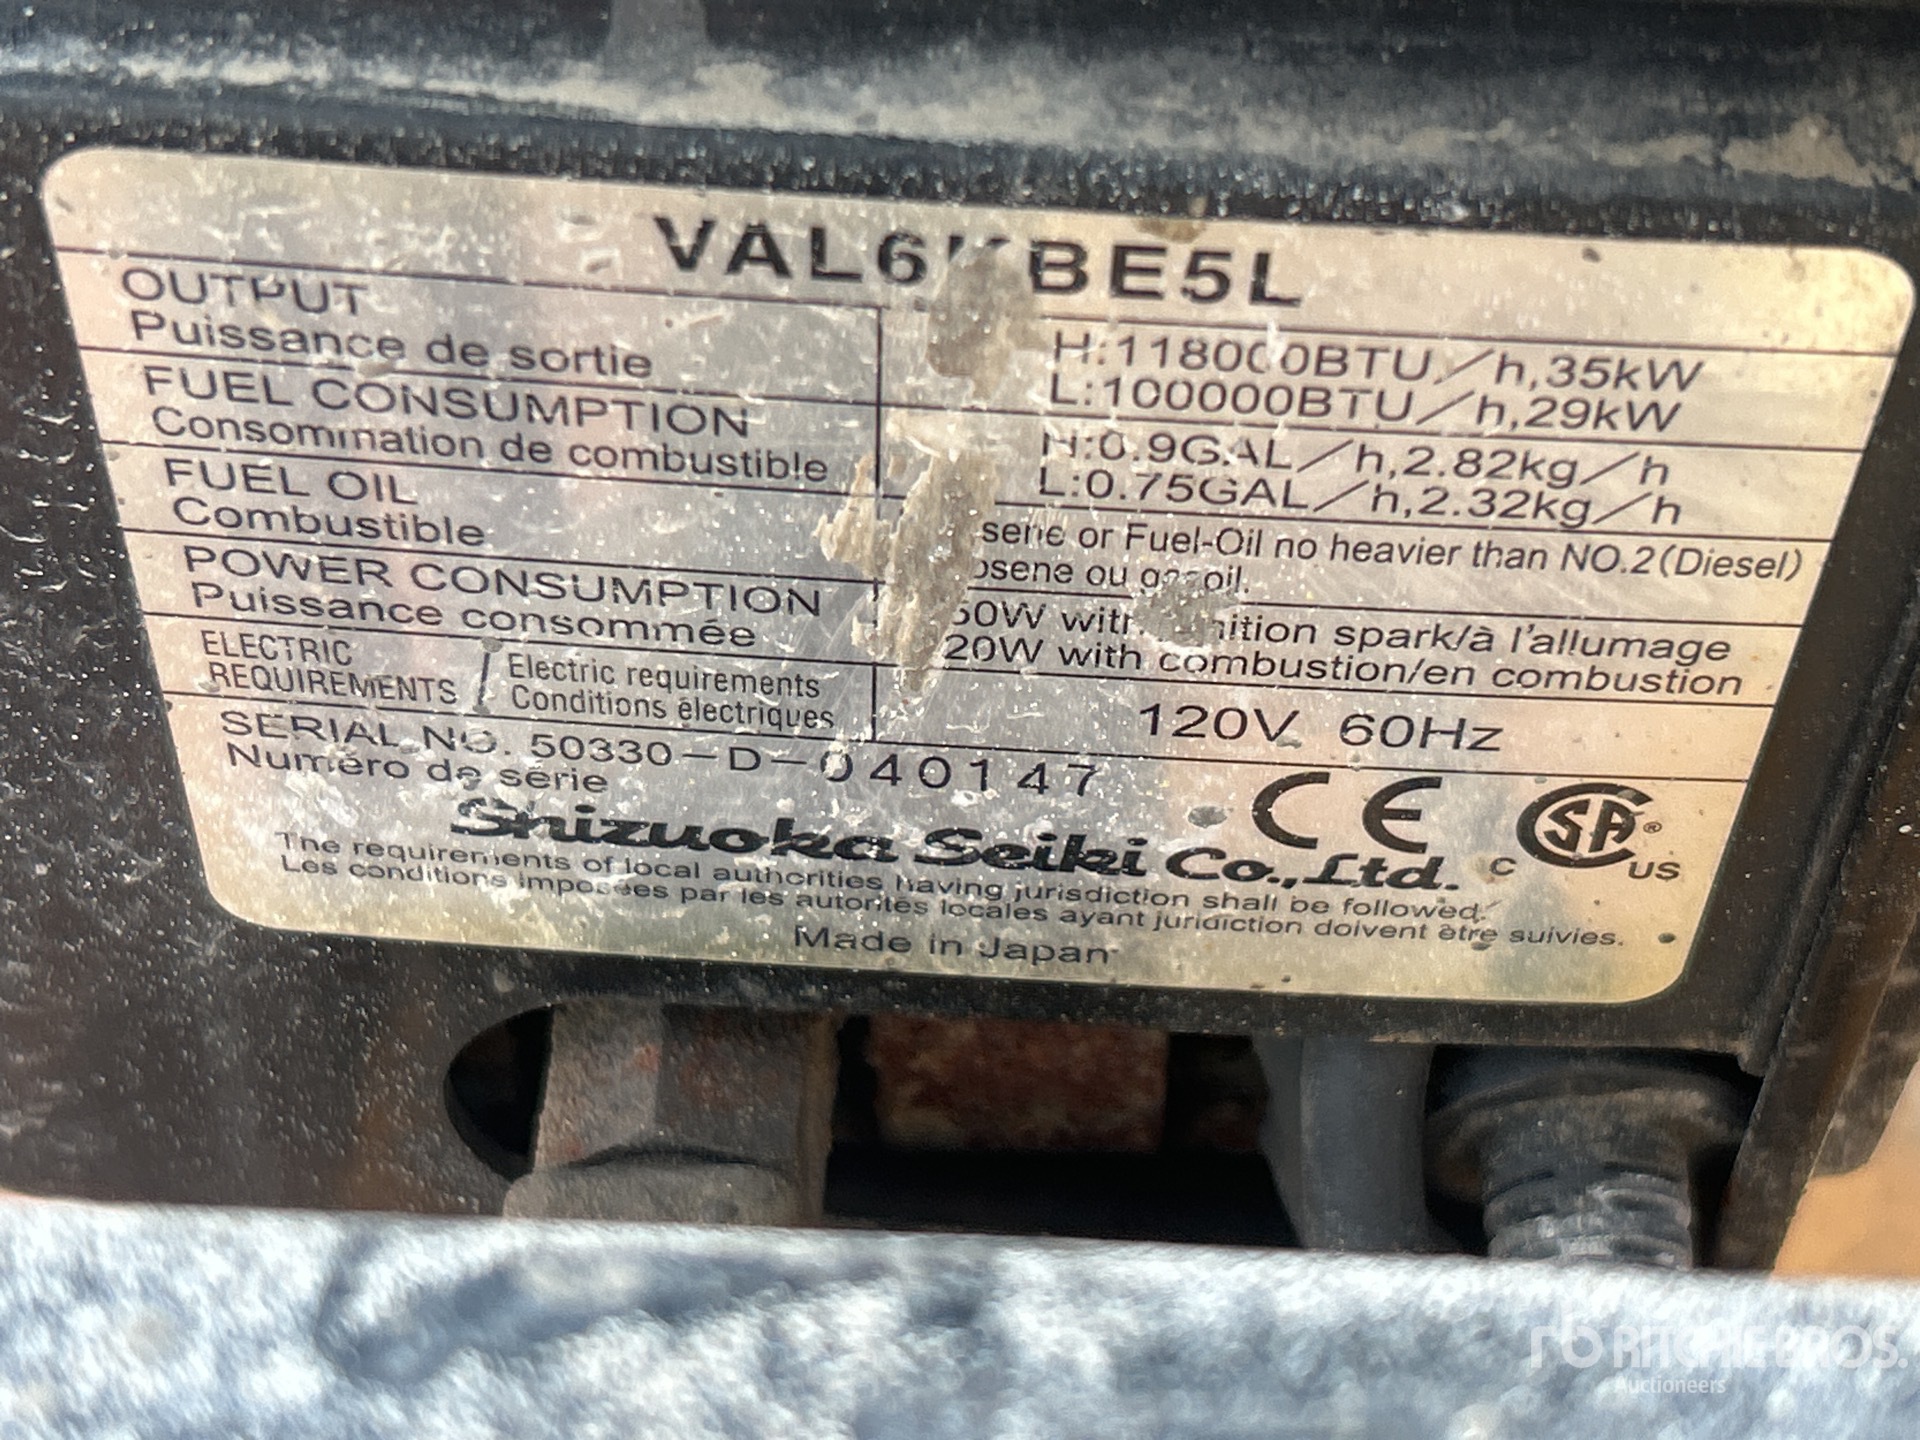 OUTPUT
Puissance de sortie
H:118000BTU/h,35kW
L:100000BTU/h,29kW
FUEL CONSUMPTION
Consommation de combustible
H:0.9GAL/h,2.82kg/h
L:0.75GAL/h,2.32kg/h
FUEL OIL
Combustible
or Fuel-Oil no heavier than NO.2(Diesel)
ou
POWER CONSUMPTION
Puissance consommée
spark/à l'allumage
20W with combustion/en combustion
ELECTRIC
REQUIREMENTS / Electric requirements
Conditions électriques
120V 60Hz
SERIAL NO. 50330-D-040147
Numéro de série
CE
CSA® C US
Shizuoka Seiki Co.,Ltd.
The requirements of local authorities having jurisdiction shall be followed.
Les conditions imposées par les autorités locales ayant juridiction doivent être suivies.
Made in Japan
rb RITCHIE BROS.
Auctioneers